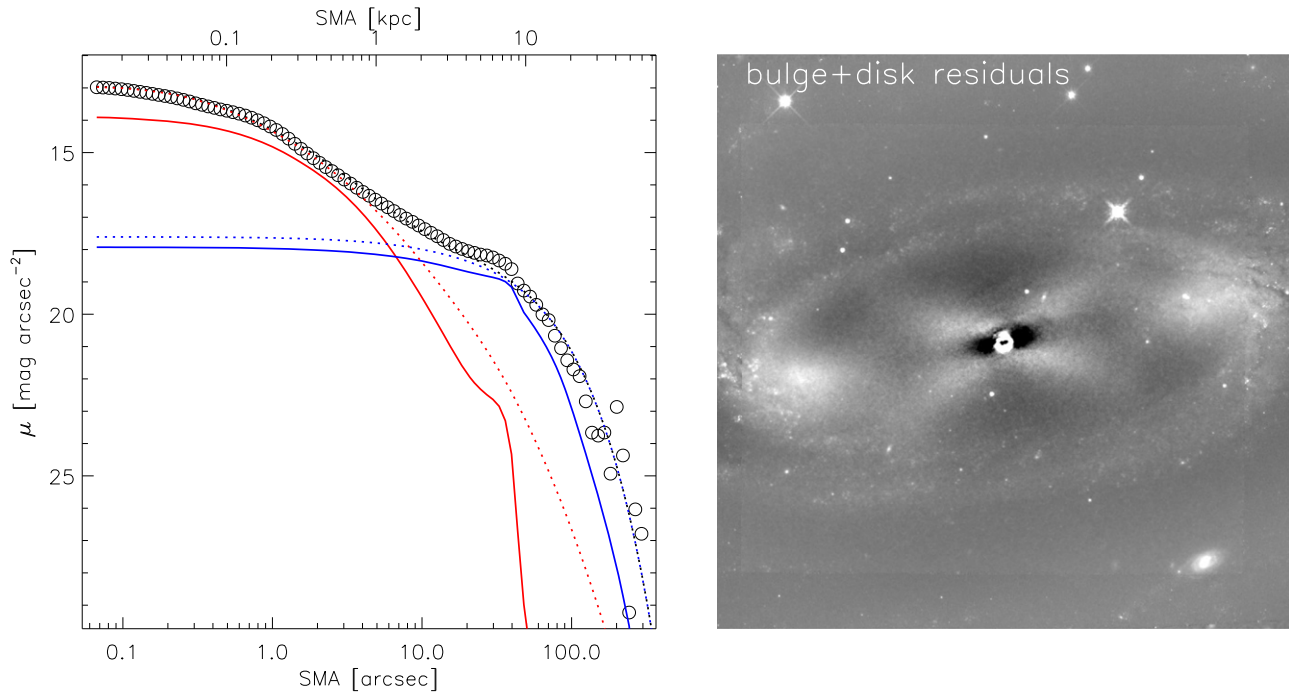 SMA [kpc]
0.1 1 10
15
20
25
μ [mag arcsec⁻²]
0.1 1.0 10.0 100.0
SMA [arcsec]
bulge+disk residuals